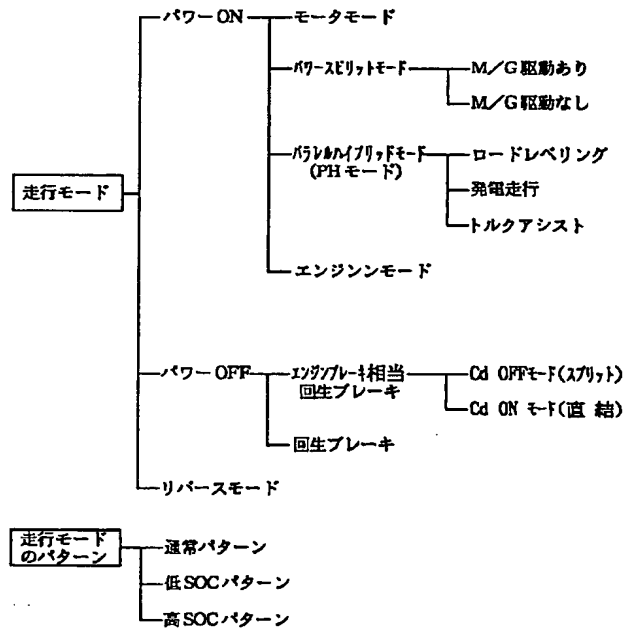 パワーON
モータモード
パワースピリットモード
M/G駆動あり
M/G駆動なし
パラレルハイブリッドモード
(PHモード)
ロードレベリング
発電走行
トルクアシスト
走行モード
エンジンンモード
パワーOFF
エンジンブレーキ相当
回生ブレーキ
Cd OFFモード(スプリット)
Cd ON モード(直 結)
回生ブレーキ
リバースモード
走行モード
のパターン
通常パターン
低SOCパターン
高SOCパターン